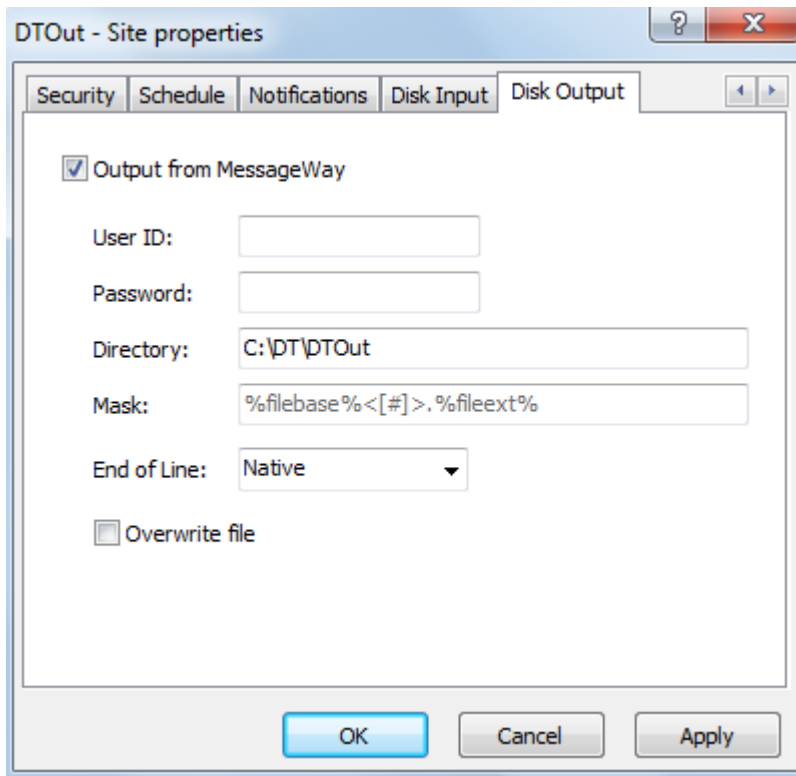 DTOut - Site properties
?
Security Schedule Notifications Disk Input Disk Output
Output from MessageWay
User ID:
Password:
Directory: C:\DT\DTOut
Mask: %filebase%<[#]>.%fileext%
End of Line: Native
Overwrite file
OK Cancel Apply